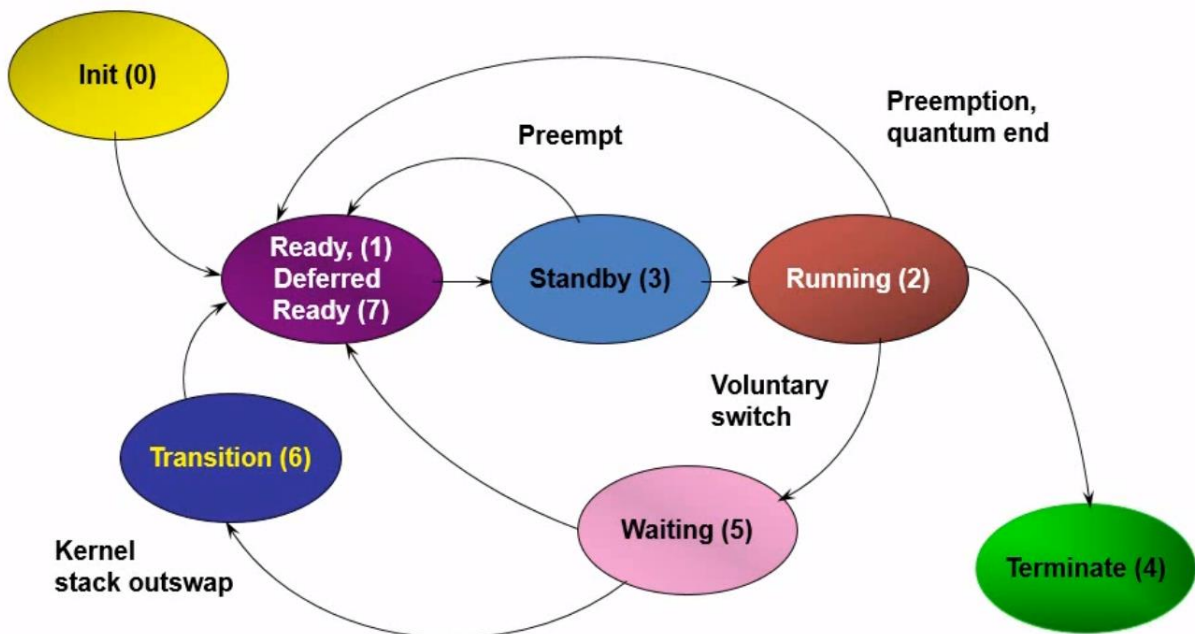 Init (0)
Preemption,
quantum end
Preempt
Ready, (1)
Deferred
Ready (7)
Standby (3)
Running (2)
Voluntary
switch
Transition (6)
Waiting (5)
Kernel
stack outswap
Terminate (4)